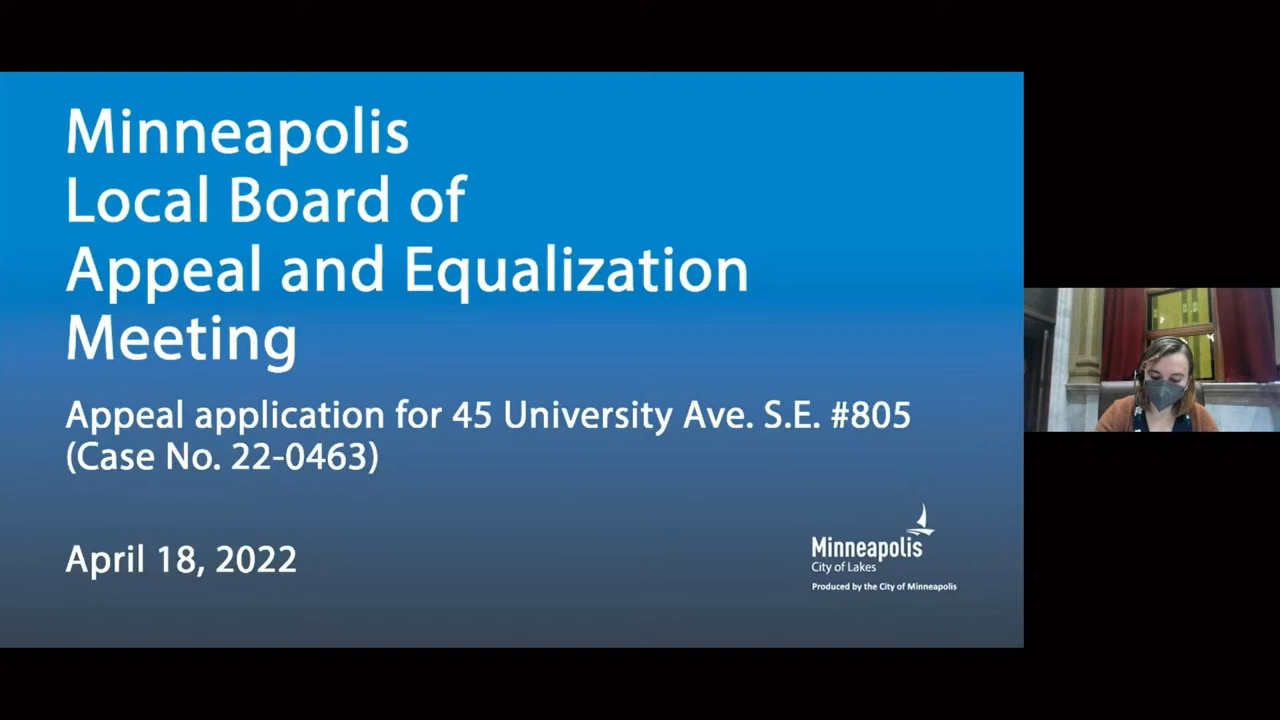 Minneapolis
Local Board of
Appeal and Equalization
Meeting
Appeal application for 45 University Ave. S.E. #805
(Case No. 22-0463)
April 18, 2022
Minneapolis
City of Lakes
Produced by the City of Minneapolis